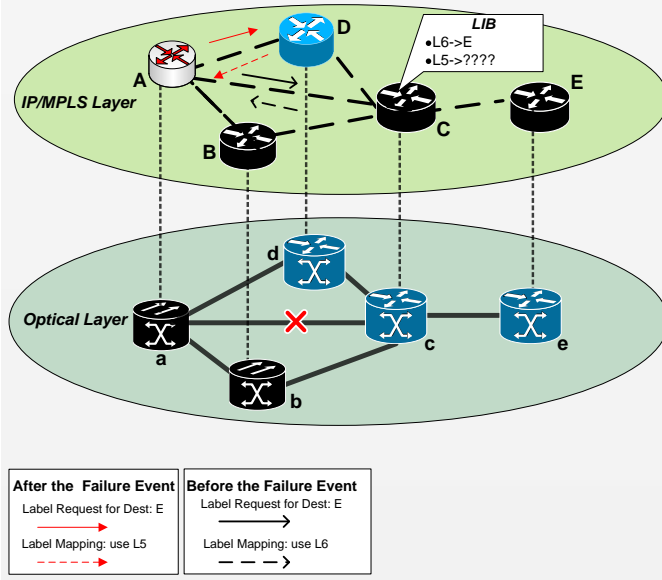 LIB
•L6->E
•L5->????
D
A
E
IP/MPLS Layer
C
B
d
Optical Layer
c
e
a
b
After the Failure Event
Label Request for Dest: E
Label Mapping: use L5
Before the Failure Event
Label Request for Dest: E
Label Mapping: use L6